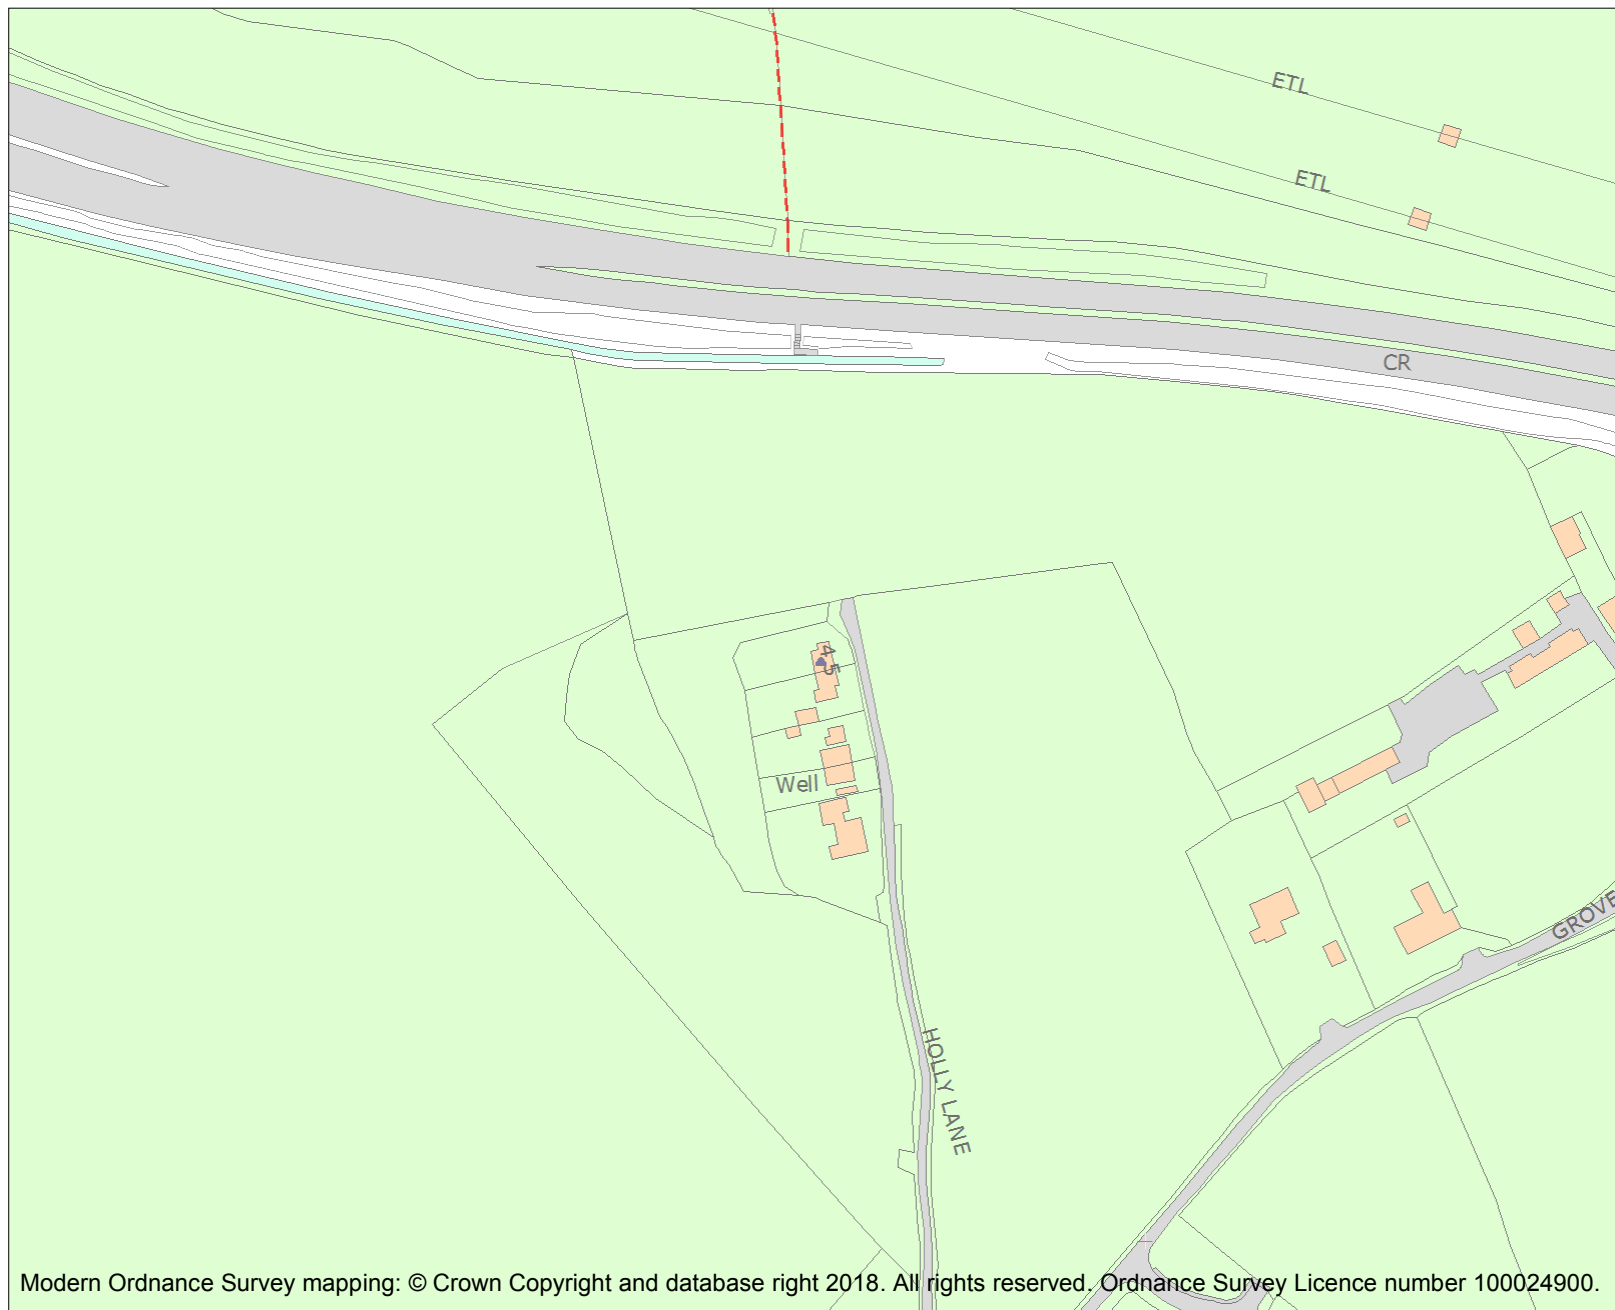 ETL
ETL
CR
45
Well
GROVE
HOLLY LANE
Modern Ordnance Survey mapping: © Crown Copyright and database right 2018. All rights reserved. Ordnance Survey Licence number 100024900.